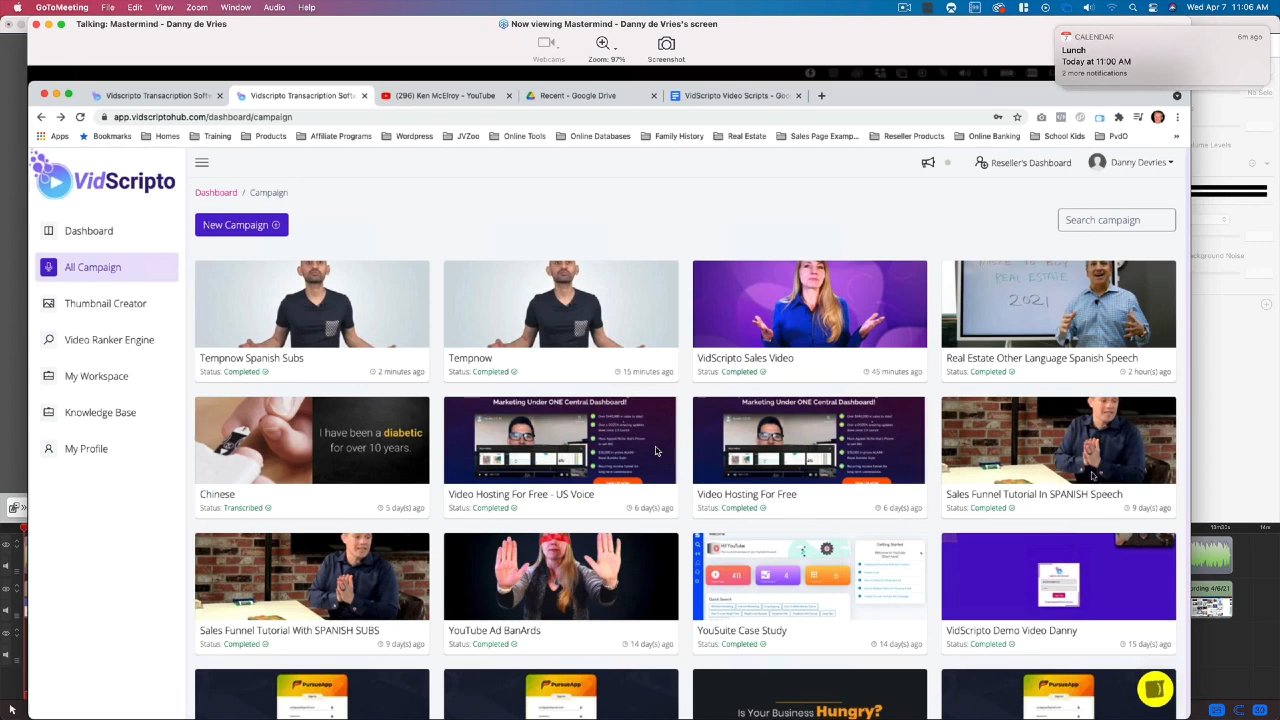 GoToMeeting
Tue 11:06 AM
Talking: Mastermind - Danny de Vries
Now viewing Mastermind - Danny de Vries's screen
Webcams
Zoom: 97%
Screenshot
CALENDAR
6m ago
Lunch
Today at 11:00 AM
2 more notifications
Vidscripto Transacription Softw
Vidscripto Transacription Softw
(296) Ken McElroy - YouTube
Recent - Google Drive
VidScripto Video Scripts - Goo
app.vidscriptohub.com/dashboard/campaign
Apps
Bookmarks
Homes
Training
Products
Affiliate Programs
Wordpress
JVZoo
Online Tools
Online Databases
Family History
Real Estate
Sales Page Examp...
Reseller Products
Online Banking
School Kids
PvdO
VidScripto
Reseller's Dashboard
Danny Devries
Dashboard / Campaign
New Campaign
Search campaign
Dashboard
All Campaign
Thumbnail Creator
Video Ranker Engine
My Workspace
Knowledge Base
My Profile
REAL ESTATE
2021
Tempnow Spanish Subs
Status: Completed
2 minutes ago
Tempnow
Status: Completed
15 minutes ago
VidScripto Sales Video
Status: Completed
45 minutes ago
Real Estate Other Language Spanish Speech
Status: Completed
2 hour(s) ago
I have been a diabetic
for over 10 years.
Marketing Under ONE Central Dashboard!
Marketing Under ONE Central Dashboard!
Chinese
Status: Transcribed
5 day(s) ago
Video Hosting For Free - US Voice
Status: Completed
6 day(s) ago
Video Hosting For Free
Status: Completed
6 day(s) ago
Sales Funnel Tutorial In SPANISH Speech
Status: Completed
9 day(s) ago
Quick Search
Getting Started
Sales Funnel Tutorial With SPANISH SUBS
Status: Completed
9 day(s) ago
YouTube Ad BanArds
Status: Completed
14 day(s) ago
YouSuite Case Study
Status: Completed
14 day(s) ago
VidScripto Demo Video Danny
Status: Completed
15 day(s) ago
PursueApp
PursueApp
Is Your Business Hungry?
PursueApp